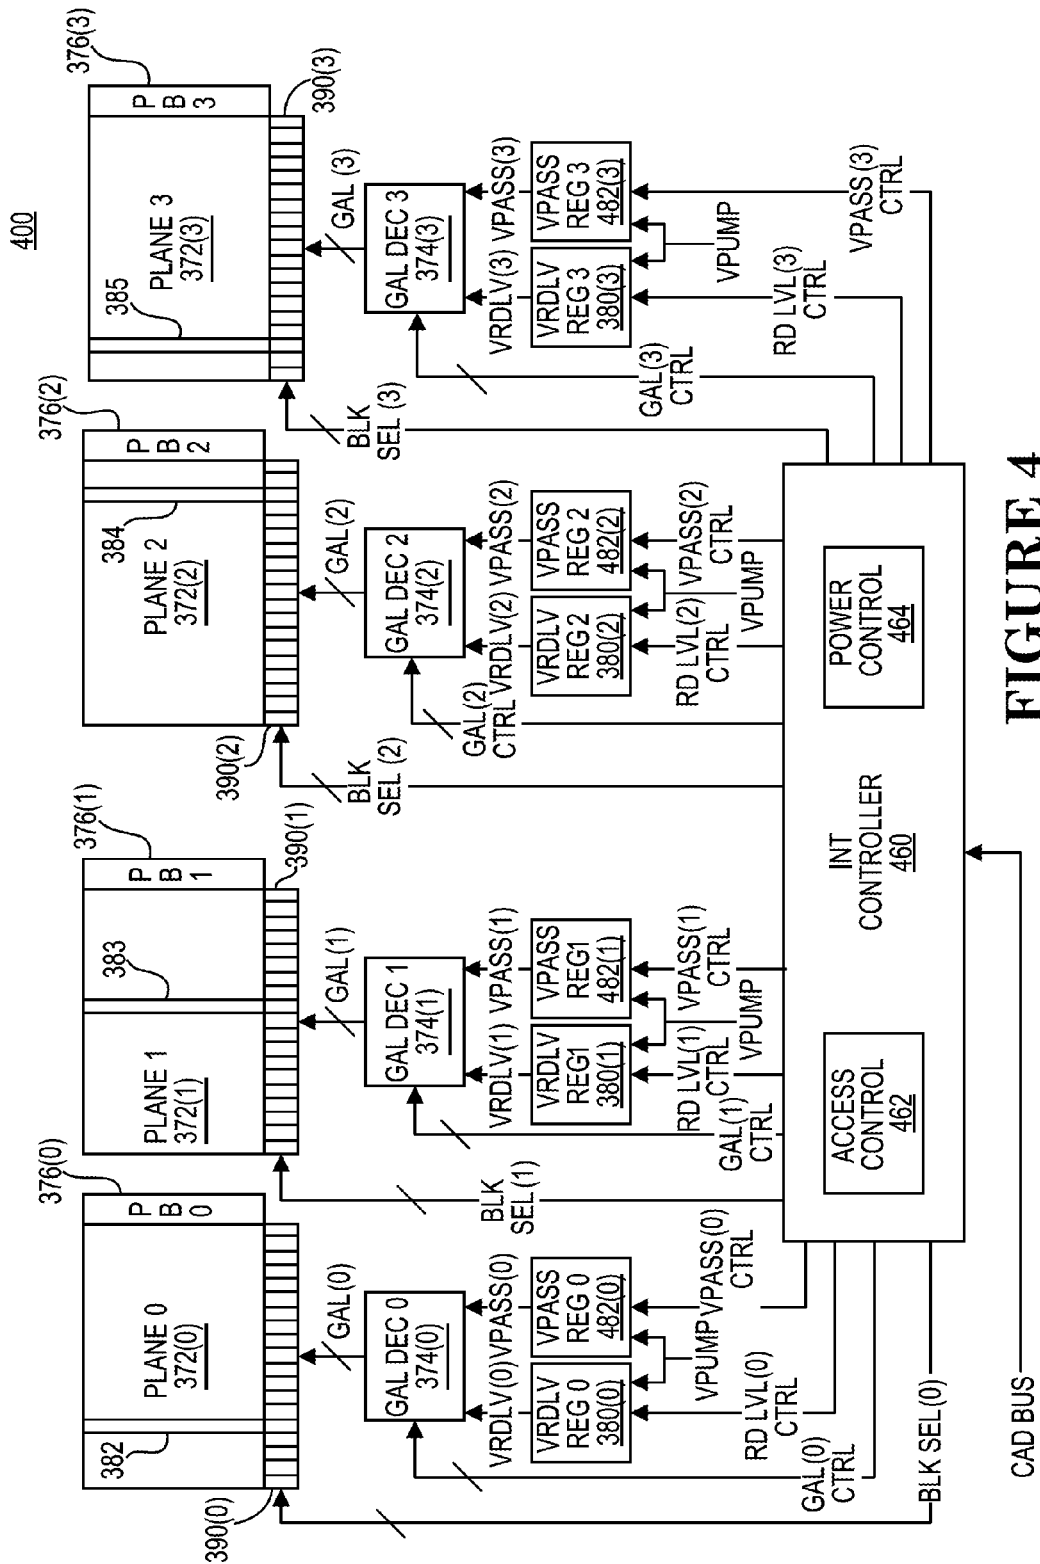 400
376(0)
376(1)
376(2)
376(3)
P
B
0
P
B
1
P
B
2
P
B
3
PLANE 0
372(0)
PLANE 1
372(1)
PLANE 2
372(2)
PLANE 3
372(3)
382
383
384
385
390(0)
390(1)
390(2)
390(3)
GAL(0)
GAL(1)
GAL(2)
GAL (3)
GAL DEC 0
374(0)
GAL DEC 1
374(1)
GAL DEC 2
374(2)
GAL DEC 3
374(3)
BLK
SEL (1)
BLK
SEL (2)
BLK
SEL (3)
VRDLV(0)
VPASS(0)
VRDLV(1)
VPASS(1)
VRDLV(2)
VPASS(2)
VRDLV(3)
VPASS(3)
VRDLV
REG 0
380(0)
VPASS
REG 0
482(0)
VRDLV
REG1
380(1)
VPASS
REG1
482(1)
VRDLV
REG2
380(2)
VPASS
REG 2
482(2)
VRDLV
REG 3
380(3)
VPASS
REG 3
482(3)
GAL(0)
CTRL
RD LVL(0)
CTRL
VPUMP
VPASS(0)
CTRL
GAL(1)
CTRL
RD LVL(1)
CTRL
VPUMP
VPASS(1)
CTRL
GAL(2)
CTRL
RD LVL(2)
CTRL
VPUMP
VPASS(2)
CTRL
GAL(3)
CTRL
RD LVL(3)
CTRL
VPUMP
VPASS(3)
CTRL
BLK SEL(0)
ACCESS
CONTROL
462
INT
CONTROLLER
460
POWER
CONTROL
464
CAD BUS
FIGURE 4